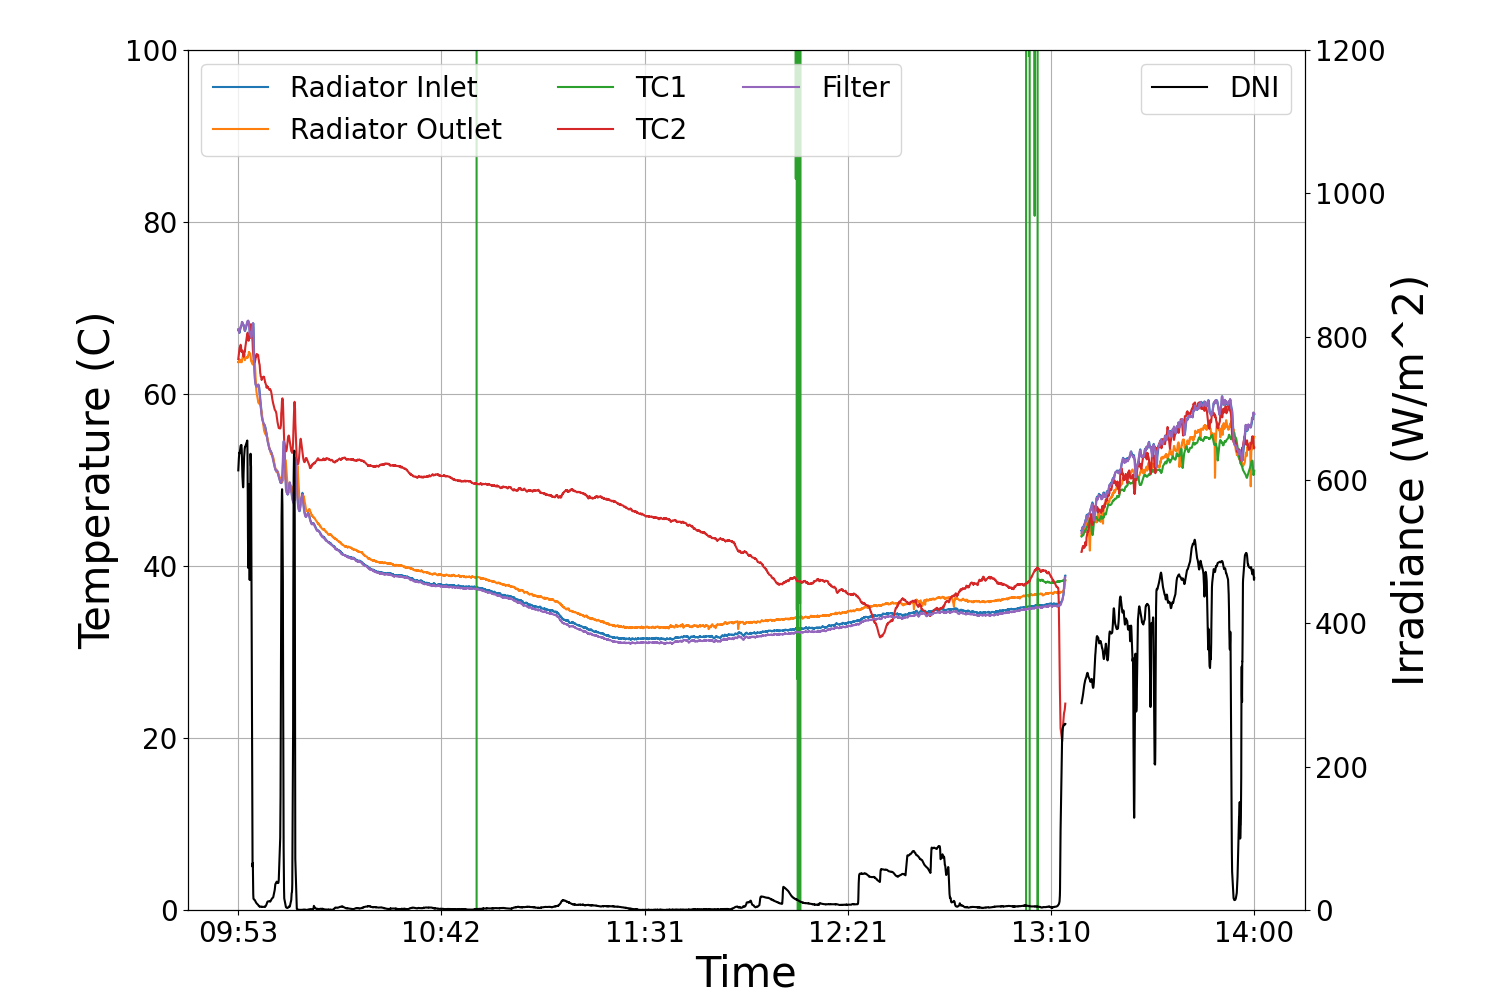 100
80
60
40
20
0
Temperature (C)
Radiator Inlet
Radiator Outlet
TC1
TC2
Filter
DNI
1200
1000
800
600
400
200
0
Irradiance (W/m^2)
09:53 10:42 11:31 12:21 13:10 14:00
Time